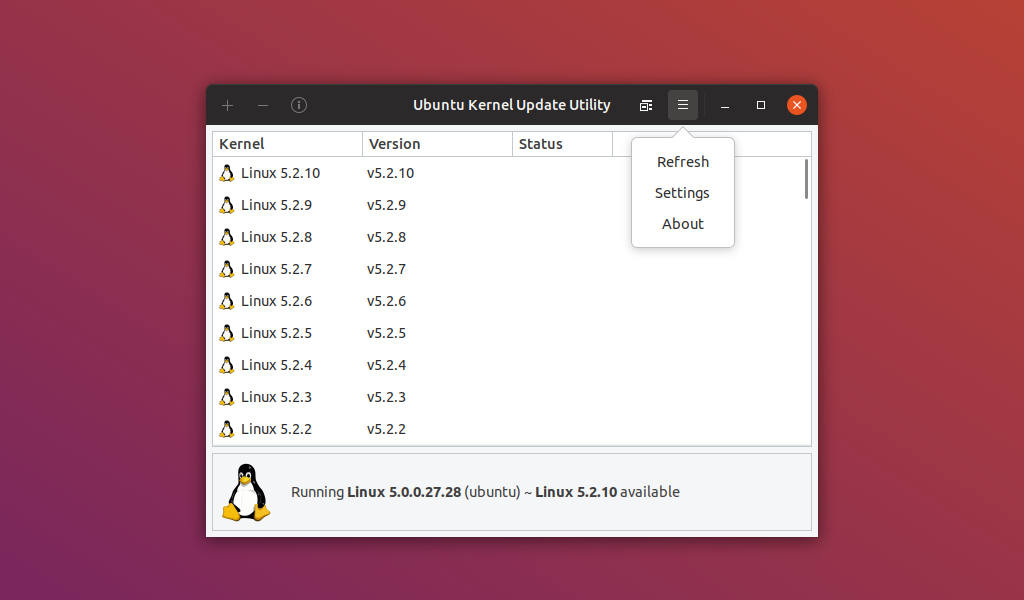 Ubuntu Kernel Update Utility
Kernel Version Status
Refresh
Settings
About
Linux 5.2.10 v5.2.10
Linux 5.2.9 v5.2.9
Linux 5.2.8 v5.2.8
Linux 5.2.7 v5.2.7
Linux 5.2.6 v5.2.6
Linux 5.2.5 v5.2.5
Linux 5.2.4 v5.2.4
Linux 5.2.3 v5.2.3
Linux 5.2.2 v5.2.2
Running Linux 5.0.0.27.28 (ubuntu) ~ Linux 5.2.10 available